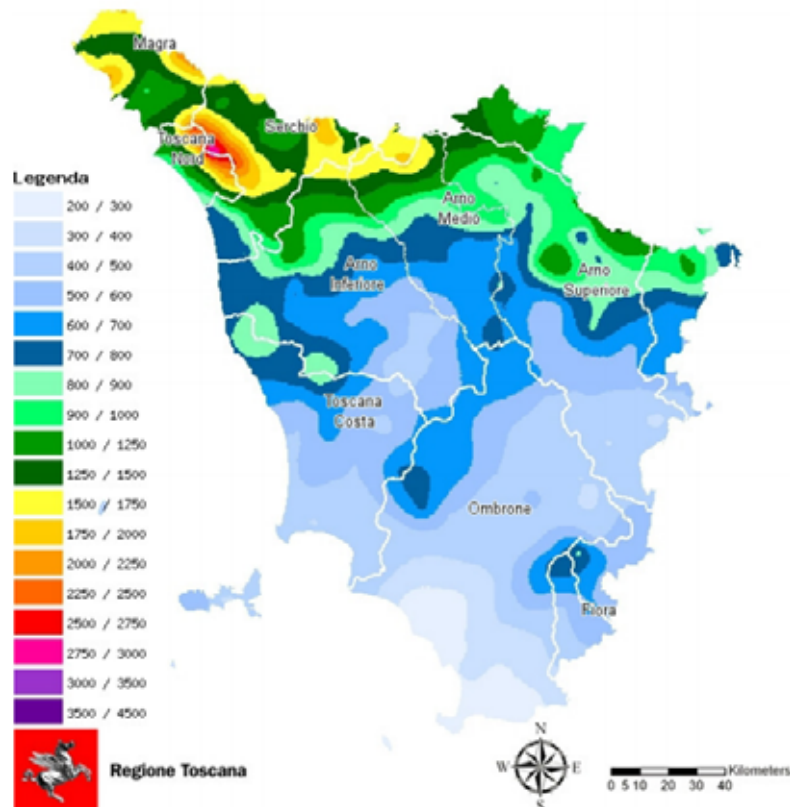 Magra
Serchio
Toscana
Nord
Legenda
200 / 300
300 / 400
400 / 500
500 / 600
600 / 700
700 / 800
800 / 900
900 / 1000
1000 / 1250
1250 / 1500
1500 / 1750
1750 / 2000
2000 / 2250
2250 / 2500
2500 / 2750
2750 / 3000
3000 / 3500
3500 / 4500
Arno
Medio
Arno
Inferiore
Arno
Superiore
Toscana
Costa
Ombrone
Fiora
Regione Toscana
N
W
E
S
Kilometers
0 5 10 20 30 40